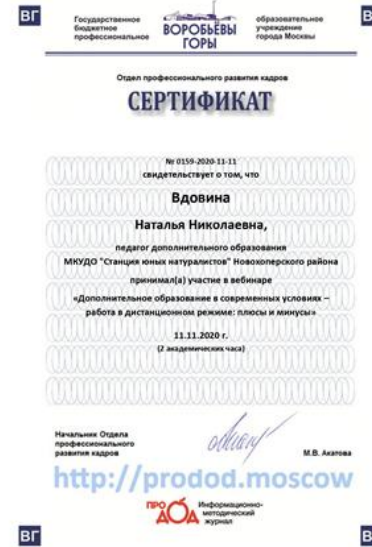 ВГ
Государственное
бюджетное
профессиональное
ВОРОБЬЁВЫ
ГОРЫ
образовательное
учреждение
города Москвы
В
Отдел профессионального развития кадров
СЕРТИФИКАТ
№ 0159-2020-11-11
свидетельствует о том, что
Вдовина
Наталья Николаевна,
педагог дополнительного образования
МКУДО "Станция юных натуралистов" Новохоперского района
принимал(а) участие в вебинаре
«Дополнительное образование в современных условиях –
работа в дистанционном режиме: плюсы и минусы»
11.11.2020 г.
(2 академических часа)
Начальник Отдела
профессионального
развития кадров
М.В. Акатова
http://prodod.moscow
ПРО
ДОД
Информационно-
методический
журнал
ВГ
В